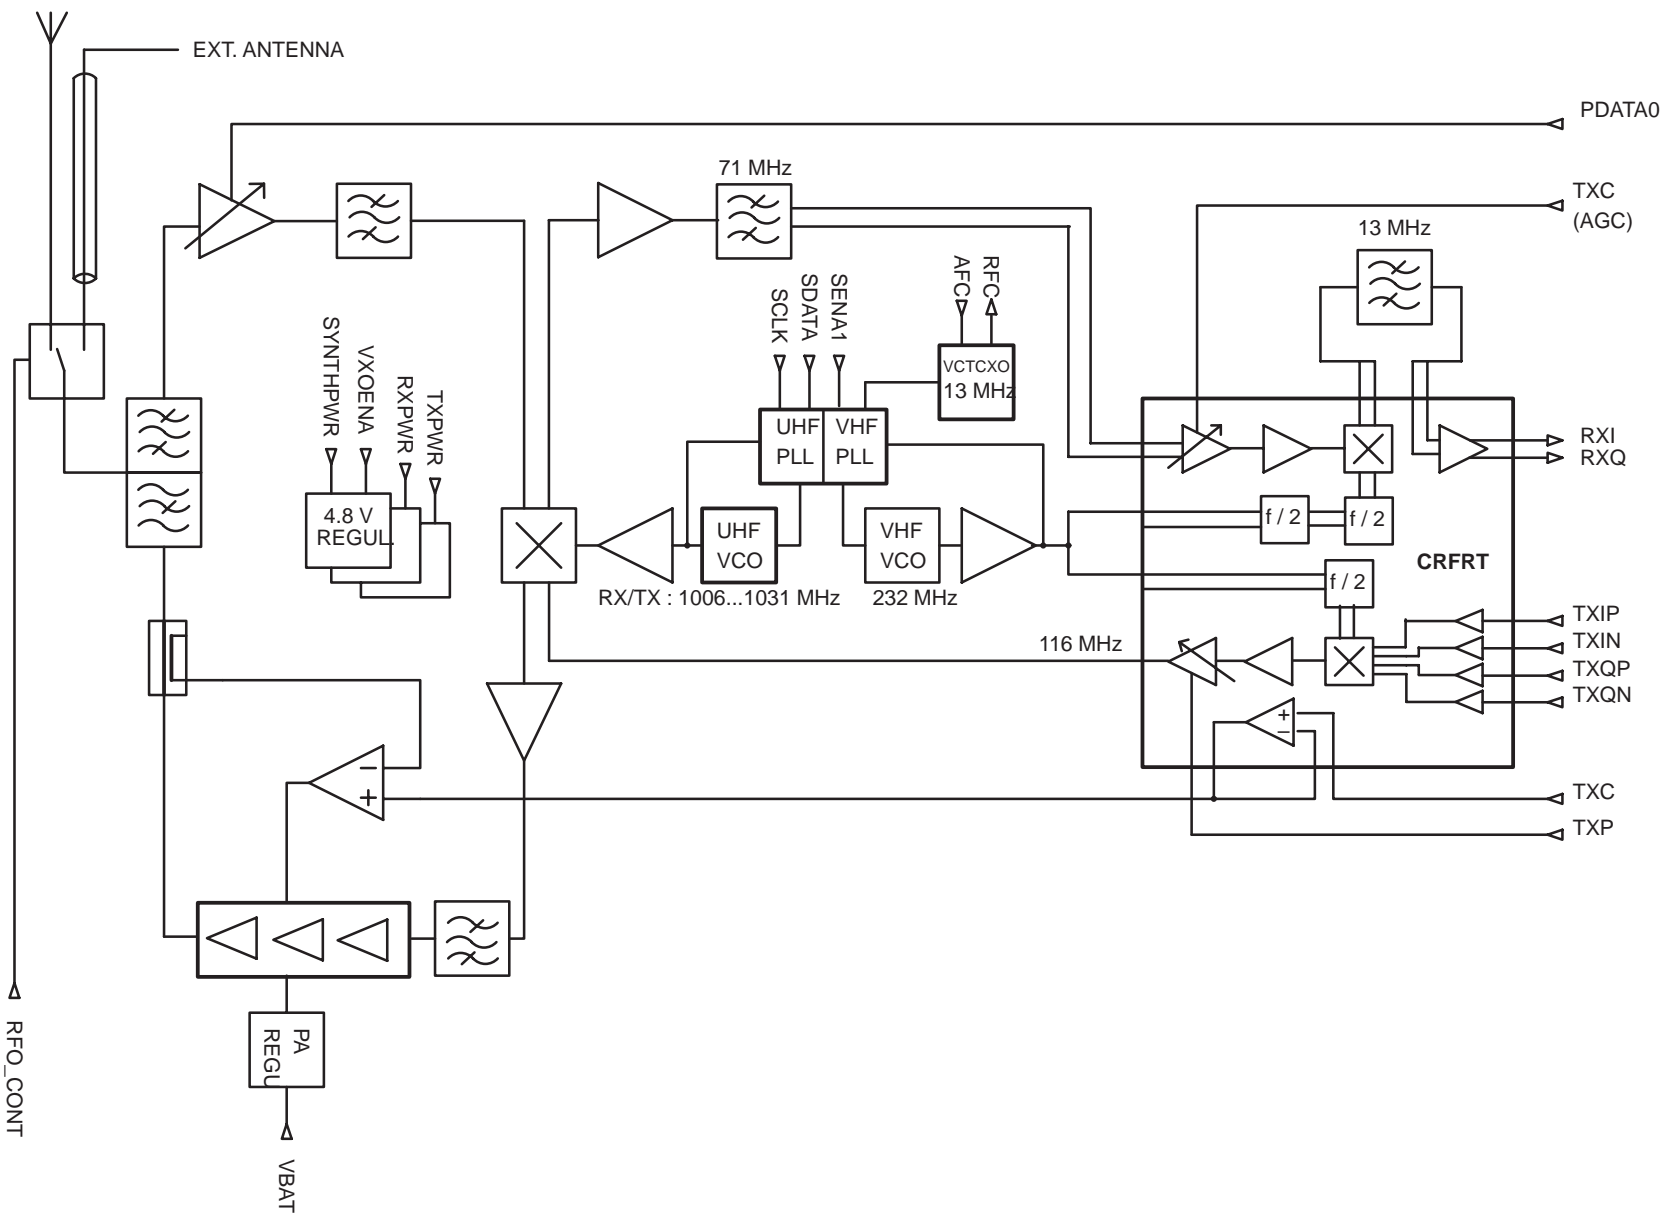 EXT. ANTENNA
PDATA0
71 MHz
TXC
(AGC)
13 MHz
SCLK
SDATA
SENA1
AFC
RFC
SYNTHPWR
VXOENA
RXPWR
TXPWR
VCTCXO
13 MHz
UHF
PLL
VHF
PLL
RXI
RXQ
4.8 V
REGUL.
UHF
VCO
VHF
VCO
f / 2
f / 2
CRFRT
f / 2
RX/TX : 1006...1031 MHz
232 MHz
TXIP
TXIN
TXQP
TXQN
116 MHz
+
−
−
+
TXC
TXP
PA
REGU
RFO_CONT
VBAT